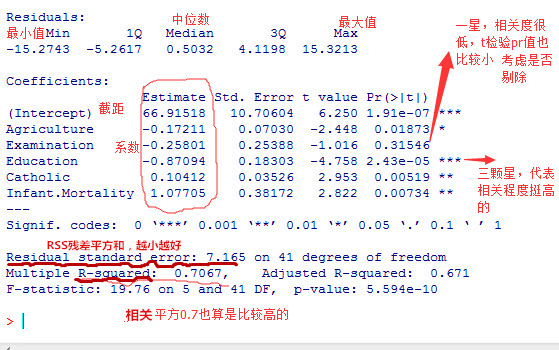 Residuals:
中位数
最大值
最小值Min 1Q Median 3Q Max
-15.2743 -5.2617 0.5032 4.1198 15.3213
一星，相关度很
低，t检验pr值也
比较小 考虑是否
剔除
Coefficients:
Estimate Std. Error t value Pr(>|t|)
(Intercept) 截距 66.91518 10.70604 6.250 1.91e-07 ***
Agriculture -0.17211 0.07030 -2.448 0.01873 *
Examination 系数 -0.25801 0.25388 -1.016 0.31546
Education -0.87094 0.18303 -4.758 2.43e-05 ***
Catholic 0.10412 0.03526 2.953 0.00519 **
Infant.Mortality 1.07705 0.38172 2.822 0.00734 **
三颗星，代表
相关程度挺高
的
---
Signif. codes: 0 ‘***’ 0.001 ‘**’ 0.01 ‘*’ 0.05 ‘.’ 0.1 ‘ ’ 1
RSS残差平方和，越小越好
Residual standard error: 7.165 on 41 degrees of freedom
Multiple R-squared: 0.7067, Adjusted R-squared: 0.671
F-statistic: 19.76 on 5 and 41 DF, p-value: 5.594e-10
相关平方0.7也算是比较高的
>